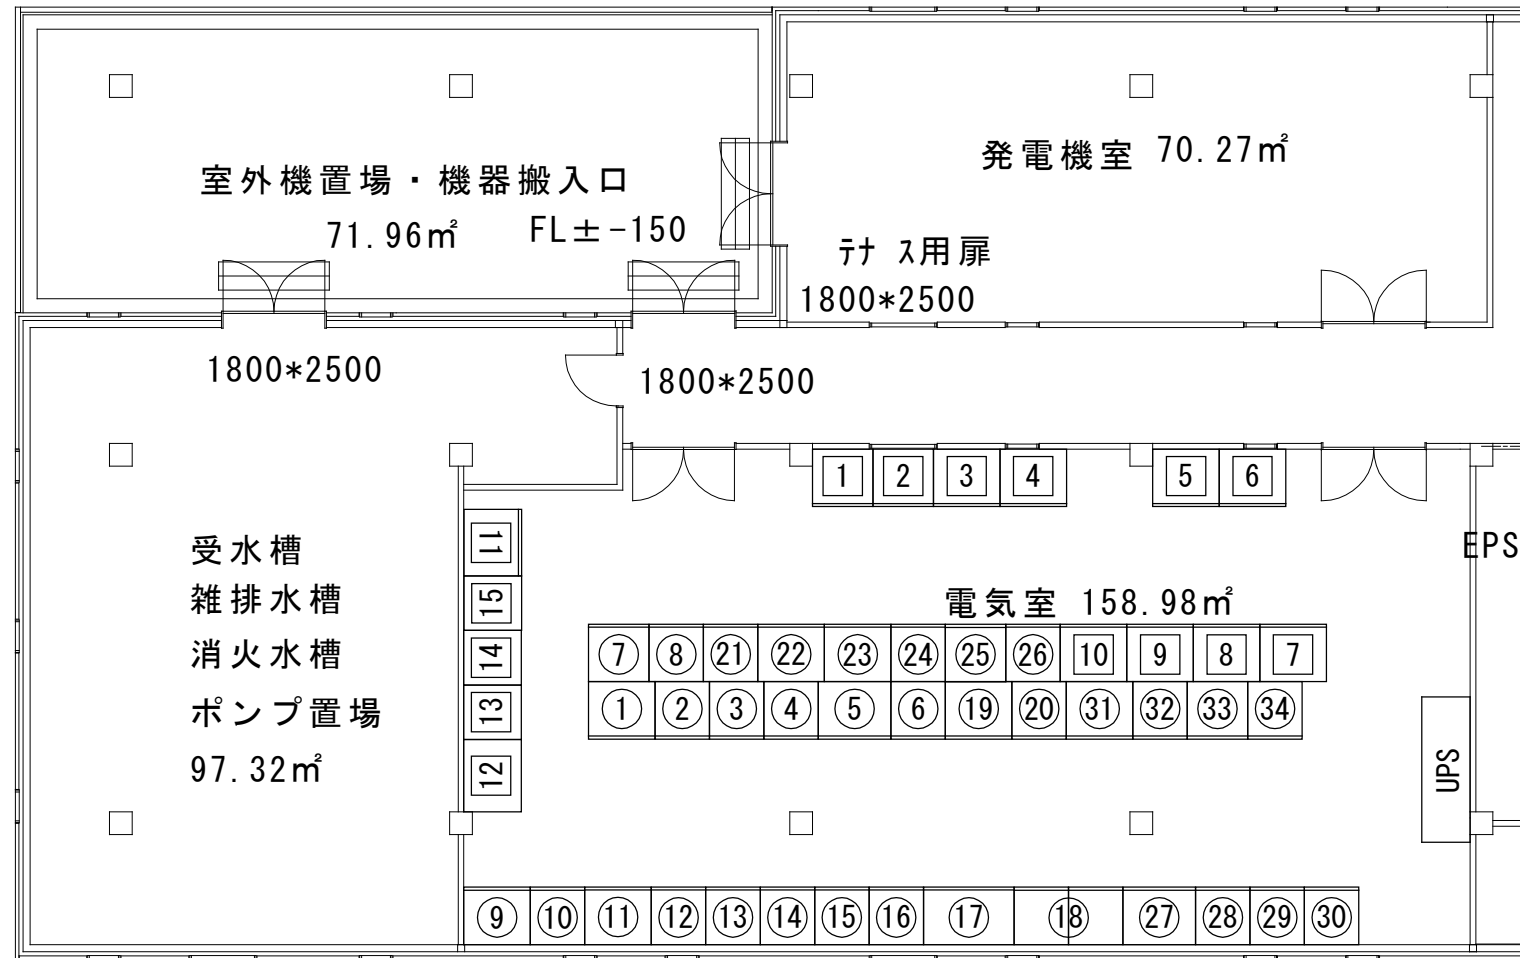 発電機室 70.27㎡
室外機置場・機器搬入口
71.96㎡ FL±-150
ﾃﾅ ｽ用扉
1800*2500
1800*2500
1800*2500
1 2 3 4 5 6
EPS
受水槽
雑排水槽
消火水槽
ポンプ置場
97.32㎡
11
15
14
13
12
電気室 158.98㎡
⑦ ⑧ ㉑ ㉒ ㉓ ㉔ ㉕ ㉖ 10 9 8 7
① ② ③ ④ ⑤ ⑥ ⑲ ⑳ ㉛ ㉜ ㉝ ㉞
UPS
⑨ ⑩ ⑪ ⑫ ⑬ ⑭ ⑮ ⑯ ⑰ ⑱ ㉗ ㉘ ㉙ ㉚